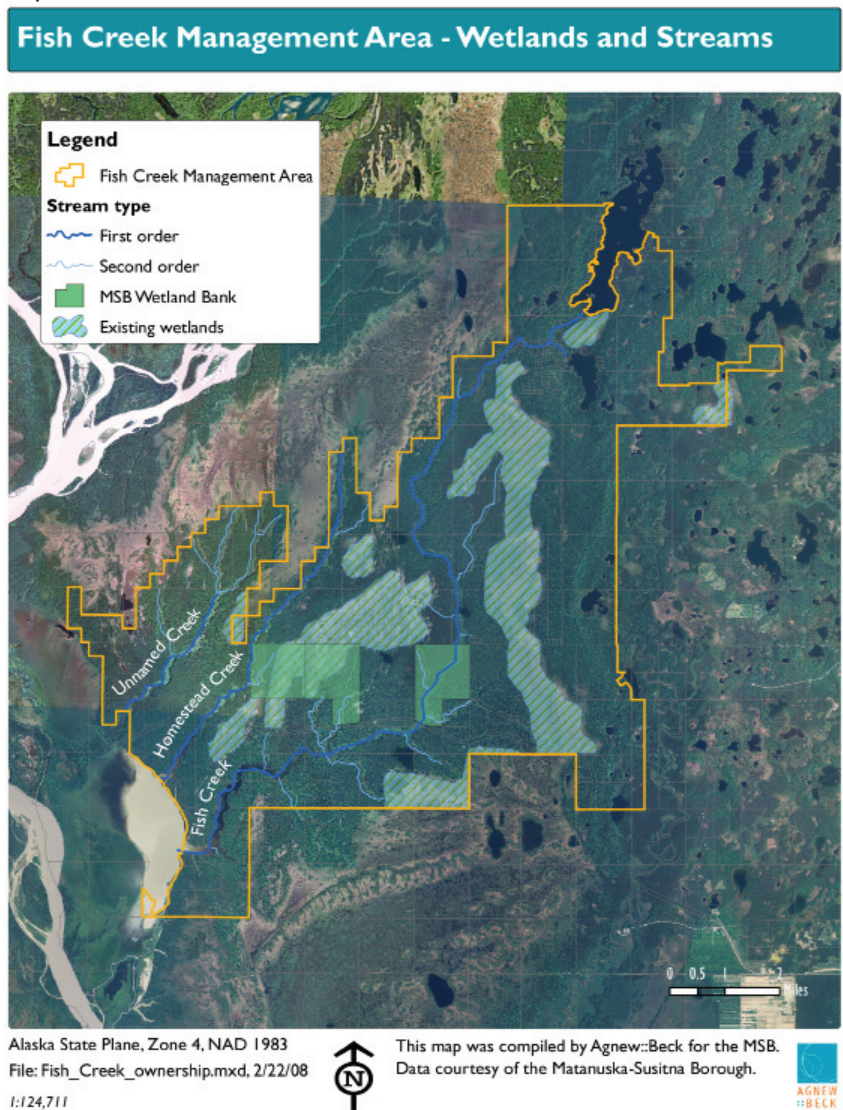 Fish Creek Management Area - Wetlands and Streams
Legend
Fish Creek Management Area
Stream type
First order
Second order
MSB Wetland Bank
Existing wetlands
Unnamed Creek
Homestead Creek
Fish Creek
0 0.5 1 2
Miles
Alaska State Plane, Zone 4, NAD 1983
File: Fish_Creek_ownership.mxd, 2/22/08
1:124,711
N
This map was compiled by Agnew::Beck for the MSB.
Data courtesy of the Matanuska-Susitna Borough.
AGNEW
::BECK